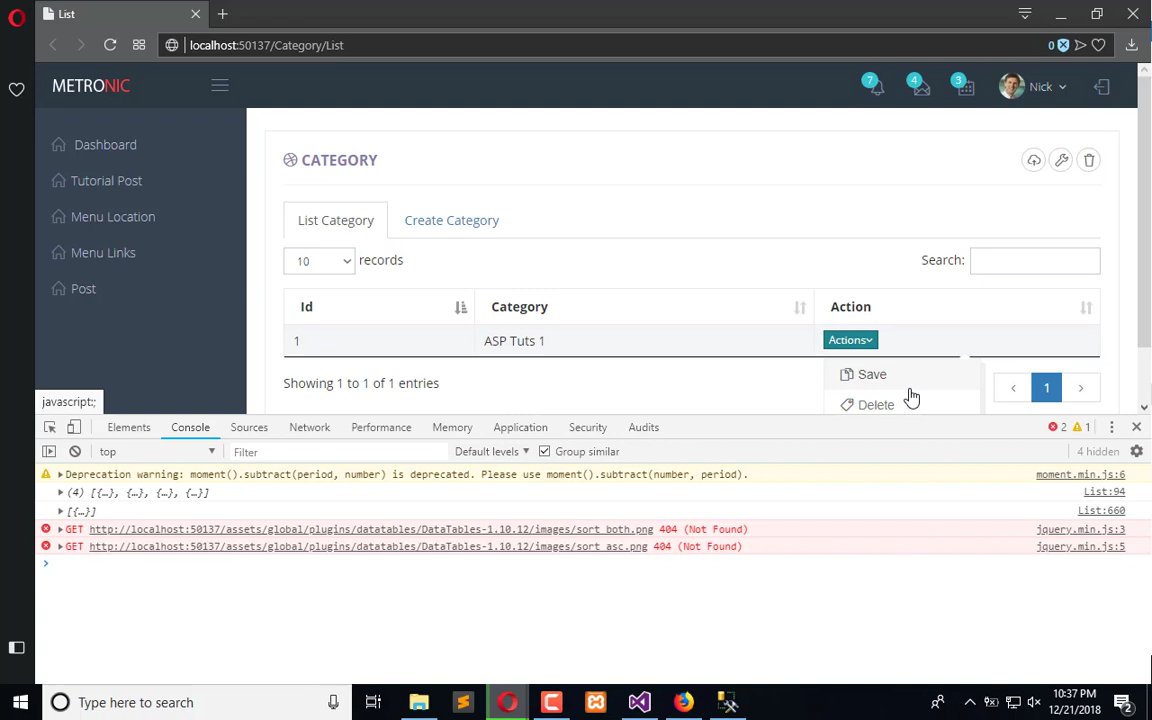 List
localhost:50137/Category/List
0
METRONIC
7
4
3
Nick
Dashboard
Tutorial Post
Menu Location
Menu Links
Post
CATEGORY
List Category
Create Category
10
records
Search:
Id
Category
Action
1
ASP Tuts 1
Actions
Save
Delete
Showing 1 to 1 of 1 entries
1
javascript:;
Elements
Console
Sources
Network
Performance
Memory
Application
Security
Audits
2
1
top
Filter
Default levels
Group similar
4 hidden
Deprecation warning: moment().subtract(period, number) is deprecated. Please use moment().subtract(number, period).
moment.min.js:6
(4) [{…}, {…}, {…}, {…}]
List:94
[{…}]
List:660
GET http://localhost:50137/assets/global/plugins/datatables/DataTables-1.10.12/images/sort_both.png 404 (Not Found)
jquery.min.js:3
GET http://localhost:50137/assets/global/plugins/datatables/DataTables-1.10.12/images/sort_asc.png 404 (Not Found)
jquery.min.js:5
Type here to search
10:37 PM
12/21/2018
2